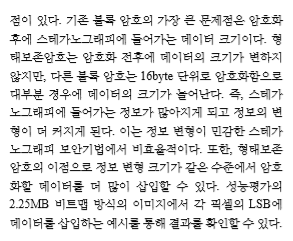 점이 있다. 기존 블록 암호의 가장 큰 문제점은 암호화
후에 스테가노그래피에 들어가는 데이터 크기이다. 형
태보존암호는 암호화 전후에 데이터의 크기가 변하지
않지만, 다른 블록 암호는 16byte 단위로 암호화함으로
대부분 경우에 데이터의 크기가 늘어난다. 즉, 스테가
노그래피에 들어가는 정보가 많아지게 되고 정보의 변
형이 더 커지게 된다. 이는 정보 변형이 민감한 스테가
노그래피 보안기법에서 비효율적이다. 또한, 형태보존
암호의 이점으로 정보 변형 크기가 같은 수준에서 암호
화할 데이터를 더 많이 삽입할 수 있다. 성능평가의
2.25MB 비트맵 방식의 이미지에서 각 픽셀의 LSB에
데이터를 삽입하는 예시를 통해 결과를 확인할 수 있다.